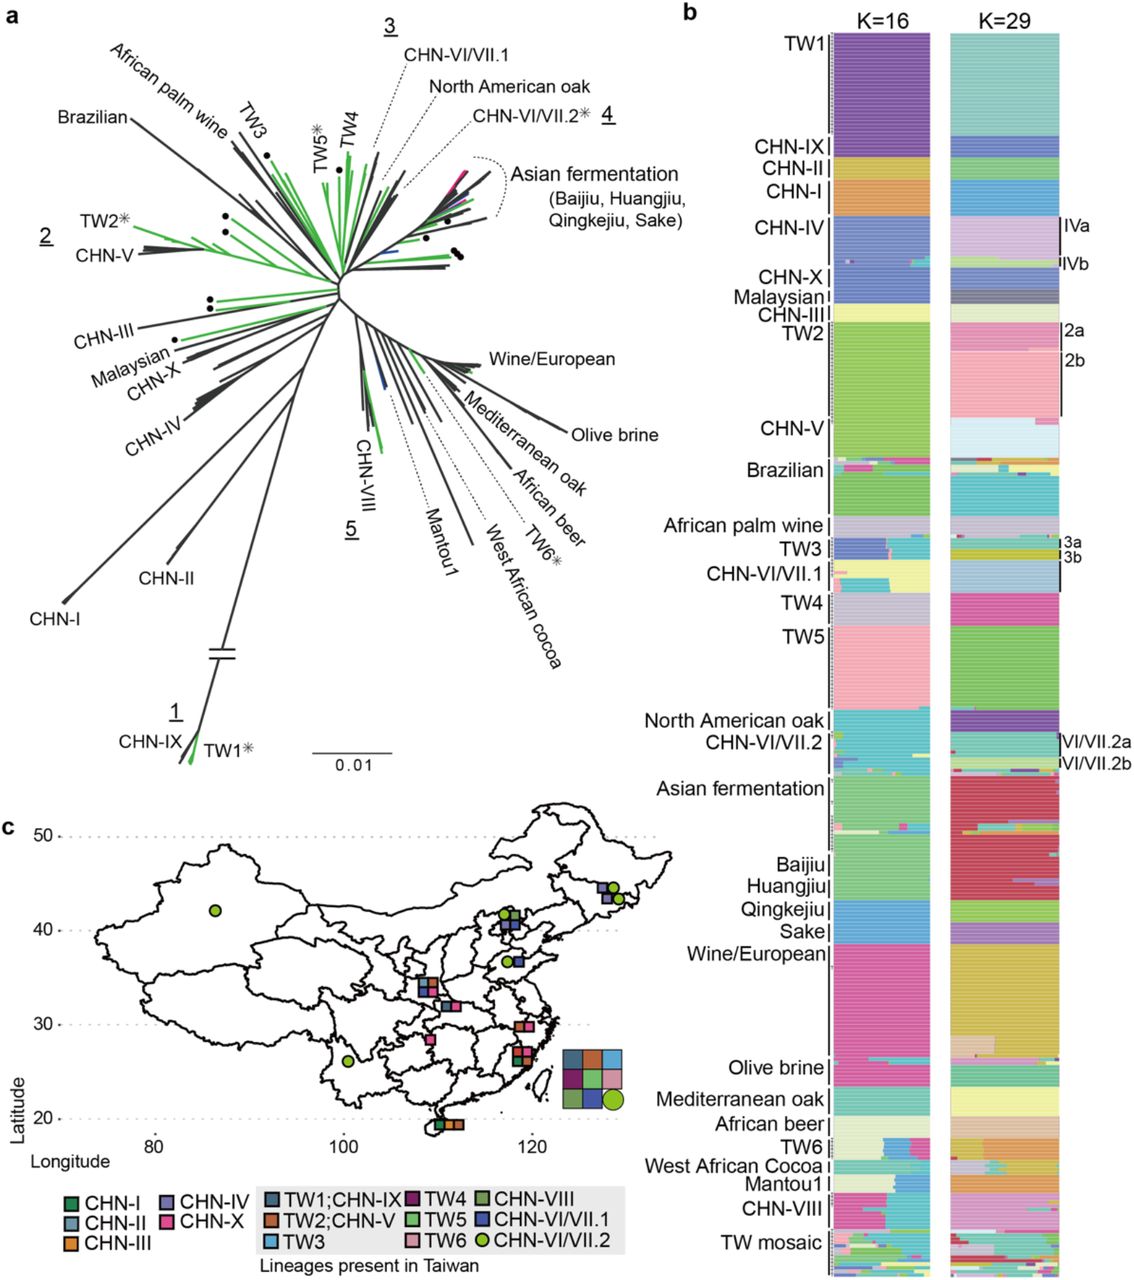 a
3
CHN-VI/VII.1
North American oak
CHN-VI/VII.2✳ 4
African palm wine
Brazilian
TW3
TW5✳
TW4
Asian fermentation
(Baijiu, Huangjiu,
Qingkejiu, Sake)
TW2✳
2
CHN-V
CHN-III
Malaysian
CHN-X
CHN-IV
Wine/European
Mediterranean oak
Olive brine
African beer
TW6✳
West African cocoa
Mantou1
CHN-VIII
5
CHN-II
CHN-I
1
CHN-IX
TW1✳
0.01
b
K=16 K=29
TW1
CHN-IX
CHN-II
CHN-I
CHN-IV
IVa
IVb
CHN-X
Malaysian
CHN-III
TW2
2a
2b
CHN-V
Brazilian
African palm wine
TW3
3a
3b
CHN-VI/VII.1
TW4
TW5
North American oak
CHN-VI/VII.2
VI/VII.2a
VI/VII.2b
Asian fermentation
Baijiu
Huangjiu
Qingkejiu
Sake
Wine/European
Olive brine
Mediterranean oak
African beer
TW6
West African Cocoa
Mantou1
CHN-VIII
TW mosaic
c
50
40
30
20
Latitude
80 100 120
Longitude
CHN-I
CHN-II
CHN-III
CHN-IV
CHN-X
TW1;CHN-IX
TW2;CHN-V
TW3
TW4
TW5
TW6
CHN-VIII
CHN-VI/VII.1
CHN-VI/VII.2
Lineages present in Taiwan